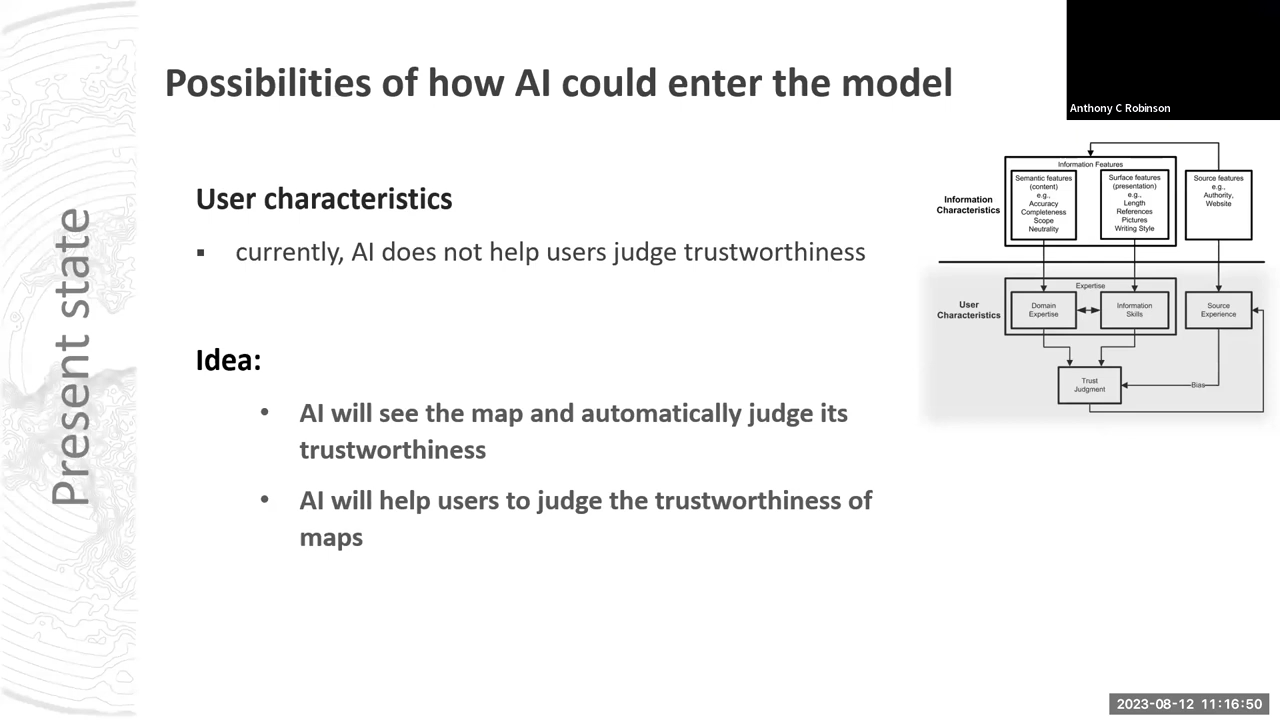 Possibilities of how AI could enter the model
Anthony C Robinson
Present state
User characteristics
▪ currently, AI does not help users judge trustworthiness
Idea:
• AI will see the map and automatically judge its
trustworthiness
• AI will help users to judge the trustworthiness of
maps
Information
Characteristics
Information Features
Semantic features
(content)
e.g.,
Accuracy
Completeness
Scope
Neutrality
Surface features
(presentation)
e.g.,
Length
References
Pictures
Writing Style
Source features
e.g.,
Authority,
Website
User
Characteristics
Expertise
Domain
Expertise
Information
Skills
Source
Experience
Trust
Judgment
Bias
2023-08-12 11:16:50